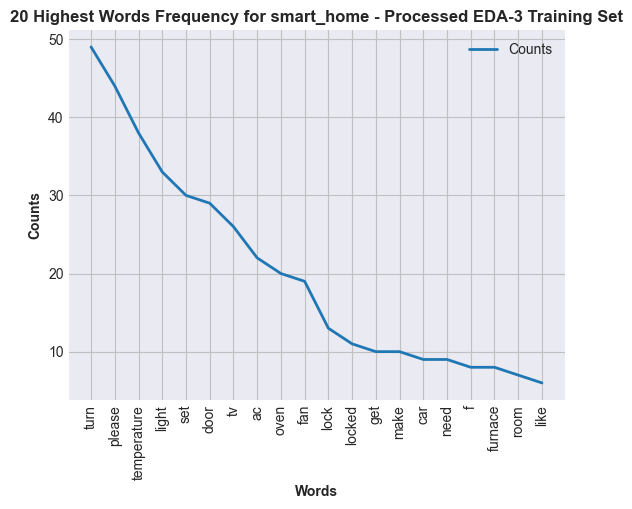 20 Highest Words Frequency for smart_home - Processed EDA-3 Training Set
Counts
50
40
30
20
10
Counts
turn
please
temperature
light
set
door
tv
ac
oven
fan
lock
locked
get
make
car
need
f
furnace
room
like
Words